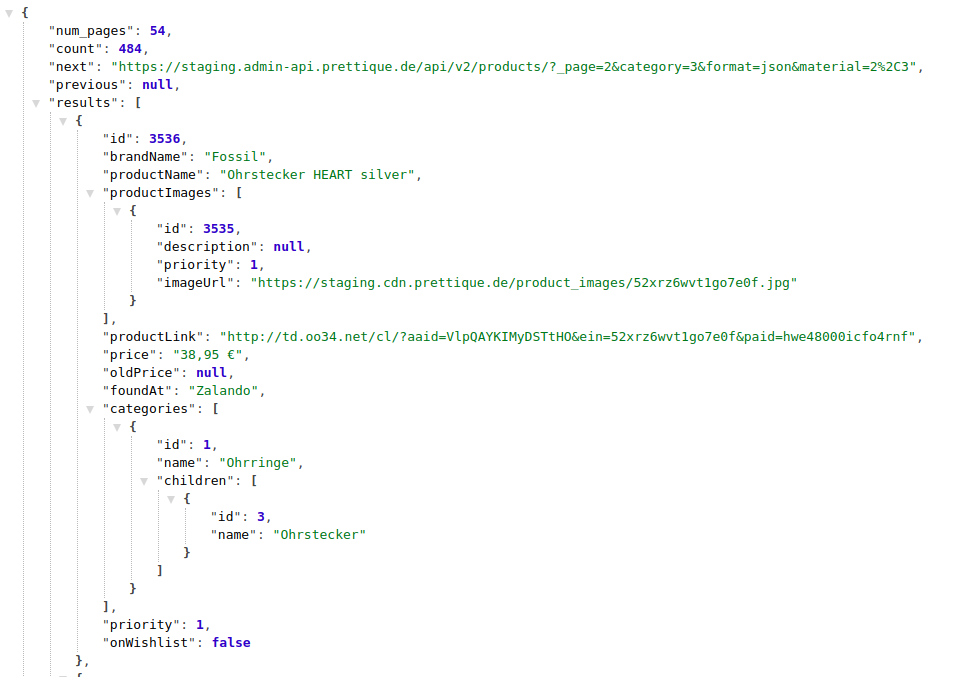 {
"num_pages": 54,
"count": 484,
"next": "https://staging.admin-api.prettique.de/api/v2/products/?_page=2&category=3&format=json&material=2%2C3",
"previous": null,
"results": [
{
"id": 3536,
"brandName": "Fossil",
"productName": "Ohrstecker HEART silver",
"productImages": [
{
"id": 3535,
"description": null,
"priority": 1,
"imageUrl": "https://staging.cdn.prettique.de/product_images/52xrz6wvt1go7e0f.jpg"
}
],
"productLink": "http://td.oo34.net/cl/?aaid=VlpQAYKIMyDSTtHO&ein=52xrz6wvt1go7e0f&paid=hwe48000icfo4rnf",
"price": "38,95 €",
"oldPrice": null,
"foundAt": "Zalando",
"categories": [
{
"id": 1,
"name": "Ohrringe",
"children": [
{
"id": 3,
"name": "Ohrstecker"
}
]
}
],
"priority": 1,
"onWishlist": false
},
{